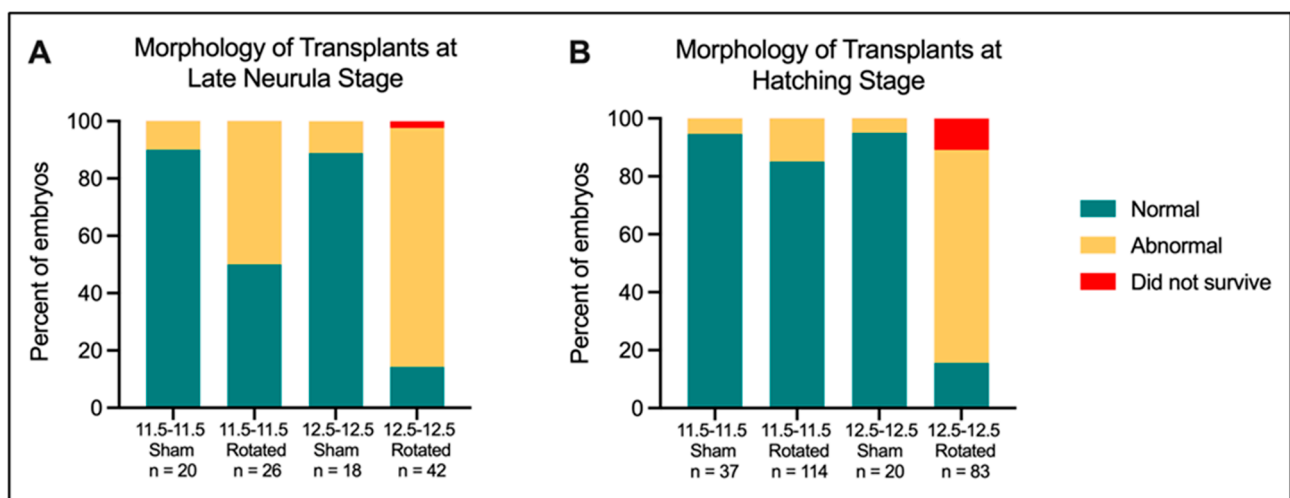 A
Morphology of Transplants at
Late Neurula Stage
Percent of embryos
100
80
60
40
20
0
11.5-11.5 11.5-11.5 12.5-12.5 12.5-12.5
Sham Rotated Sham Rotated
n = 20 n = 26 n = 18 n = 42
B
Morphology of Transplants at
Hatching Stage
Percent of embryos
100
80
60
40
20
0
11.5-11.5 11.5-11.5 12.5-12.5 12.5-12.5
Sham Rotated Sham Rotated
n = 37 n = 114 n = 20 n = 83
Normal
Abnormal
Did not survive